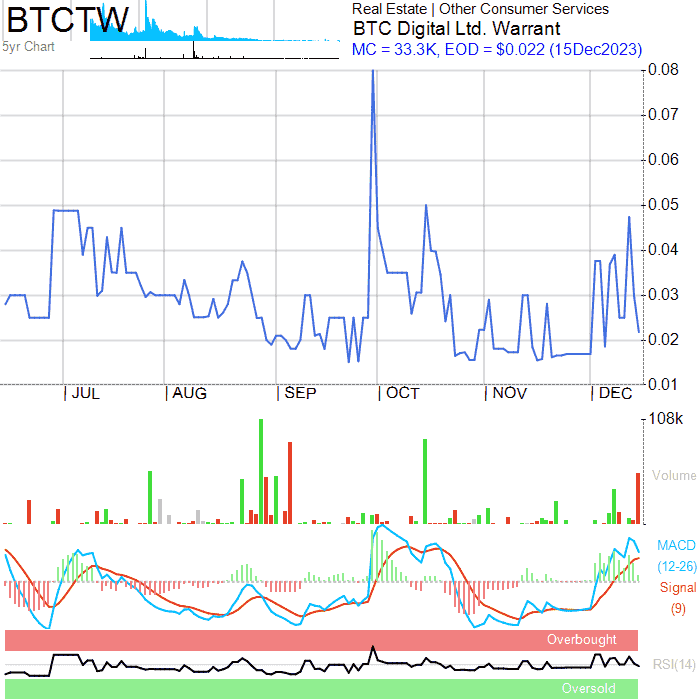 BTCTW
5yr Chart
Real Estate | Other Consumer Services
BTC Digital Ltd. Warrant
MC = 33.3K, EOD = $0.022 (15Dec2023)
0.08
0.07
0.06
0.05
0.04
0.03
0.02
0.01
JUL
AUG
SEP
OCT
NOV
DEC
108k
Volume
MACD
(12-26)
Signal
(9)
Overbought
RSI(14)
Oversold